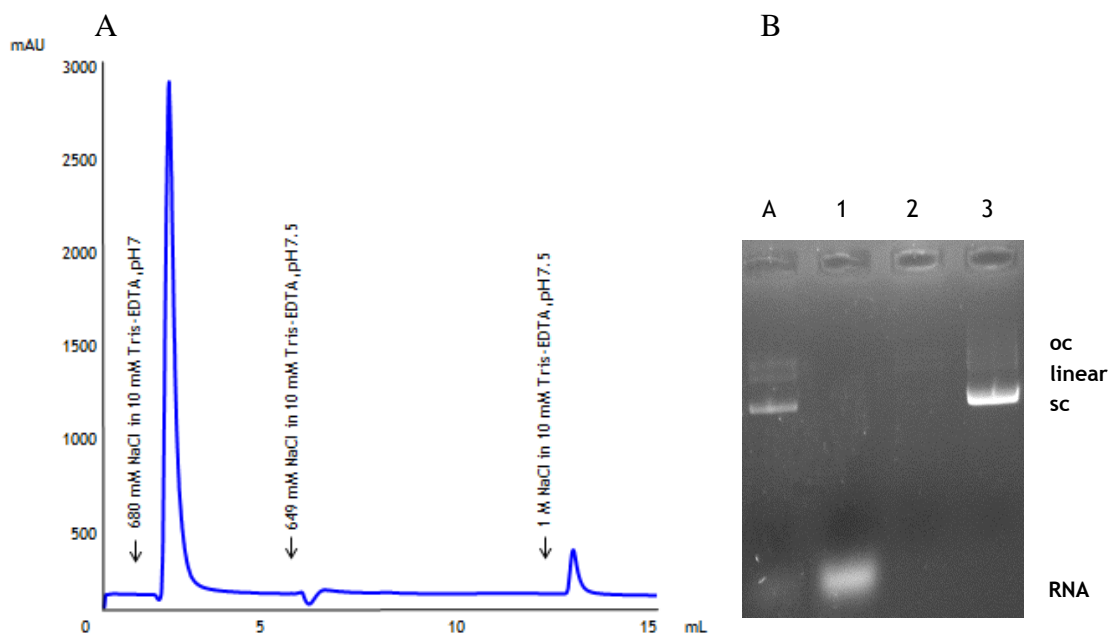 A
B
mAU
3000
2500
2000
1500
1000
500
0
5
10
15
mL
680 mM NaCl in 10 mM Tris-EDTA,pH7
649 mM NaCl in 10 mM Tris-EDTA,pH7.5
1 M NaCl in 10 mM Tris-EDTA,pH7.5
A 1 2 3
oc
linear
sc
RNA